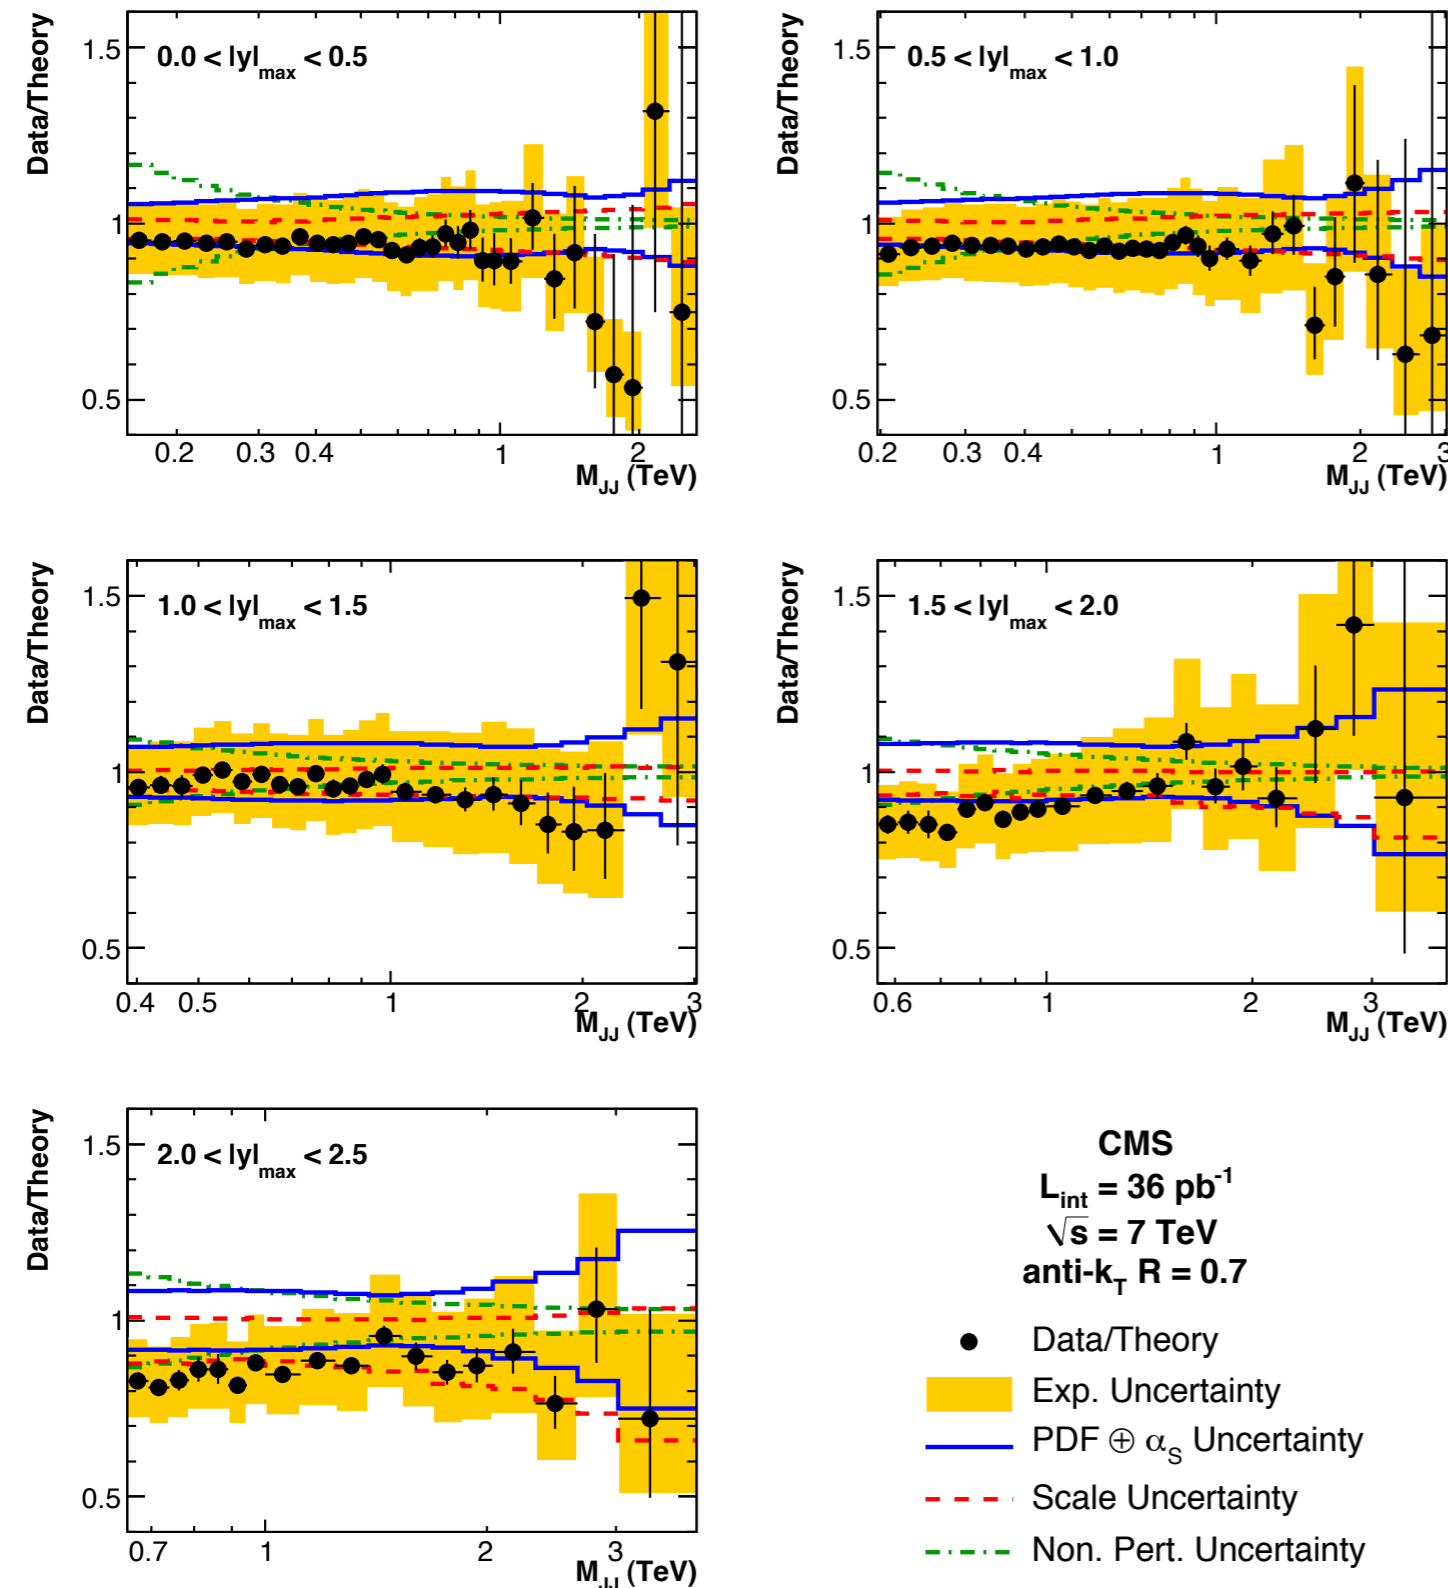 Data/Theory
1.5
1
0.5
0.0 < |y|max < 0.5
0.2 0.3 0.4 1 2
MJJ (TeV)
Data/Theory
1.5
1
0.5
0.5 < |y|max < 1.0
0.2 0.3 0.4 1 2 3
MJJ (TeV)
Data/Theory
1.5
1
0.5
1.0 < |y|max < 1.5
0.4 0.5 1 2 3
MJJ (TeV)
Data/Theory
1.5
1
0.5
1.5 < |y|max < 2.0
0.6 1 2 3
MJJ (TeV)
Data/Theory
1.5
1
0.5
2.0 < |y|max < 2.5
0.7 1 2 3
MJJ (TeV)
CMS
Lint = 36 pb-1
√s = 7 TeV
anti-kT R = 0.7
Data/Theory
Exp. Uncertainty
PDF ⊕ αS Uncertainty
Scale Uncertainty
Non. Pert. Uncertainty